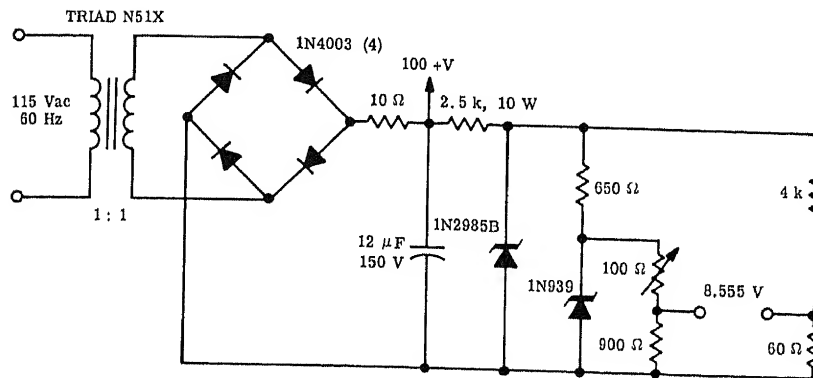 TRIAD N51X
1N4003 (4)
115 Vac
60 Hz
1 : 1
10 Ω
100 +V
2.5 k, 10 W
12 μF
150 V
1N2985B
650 Ω
1N939
100 Ω
900 Ω
8,555 V
4 k
60 Ω